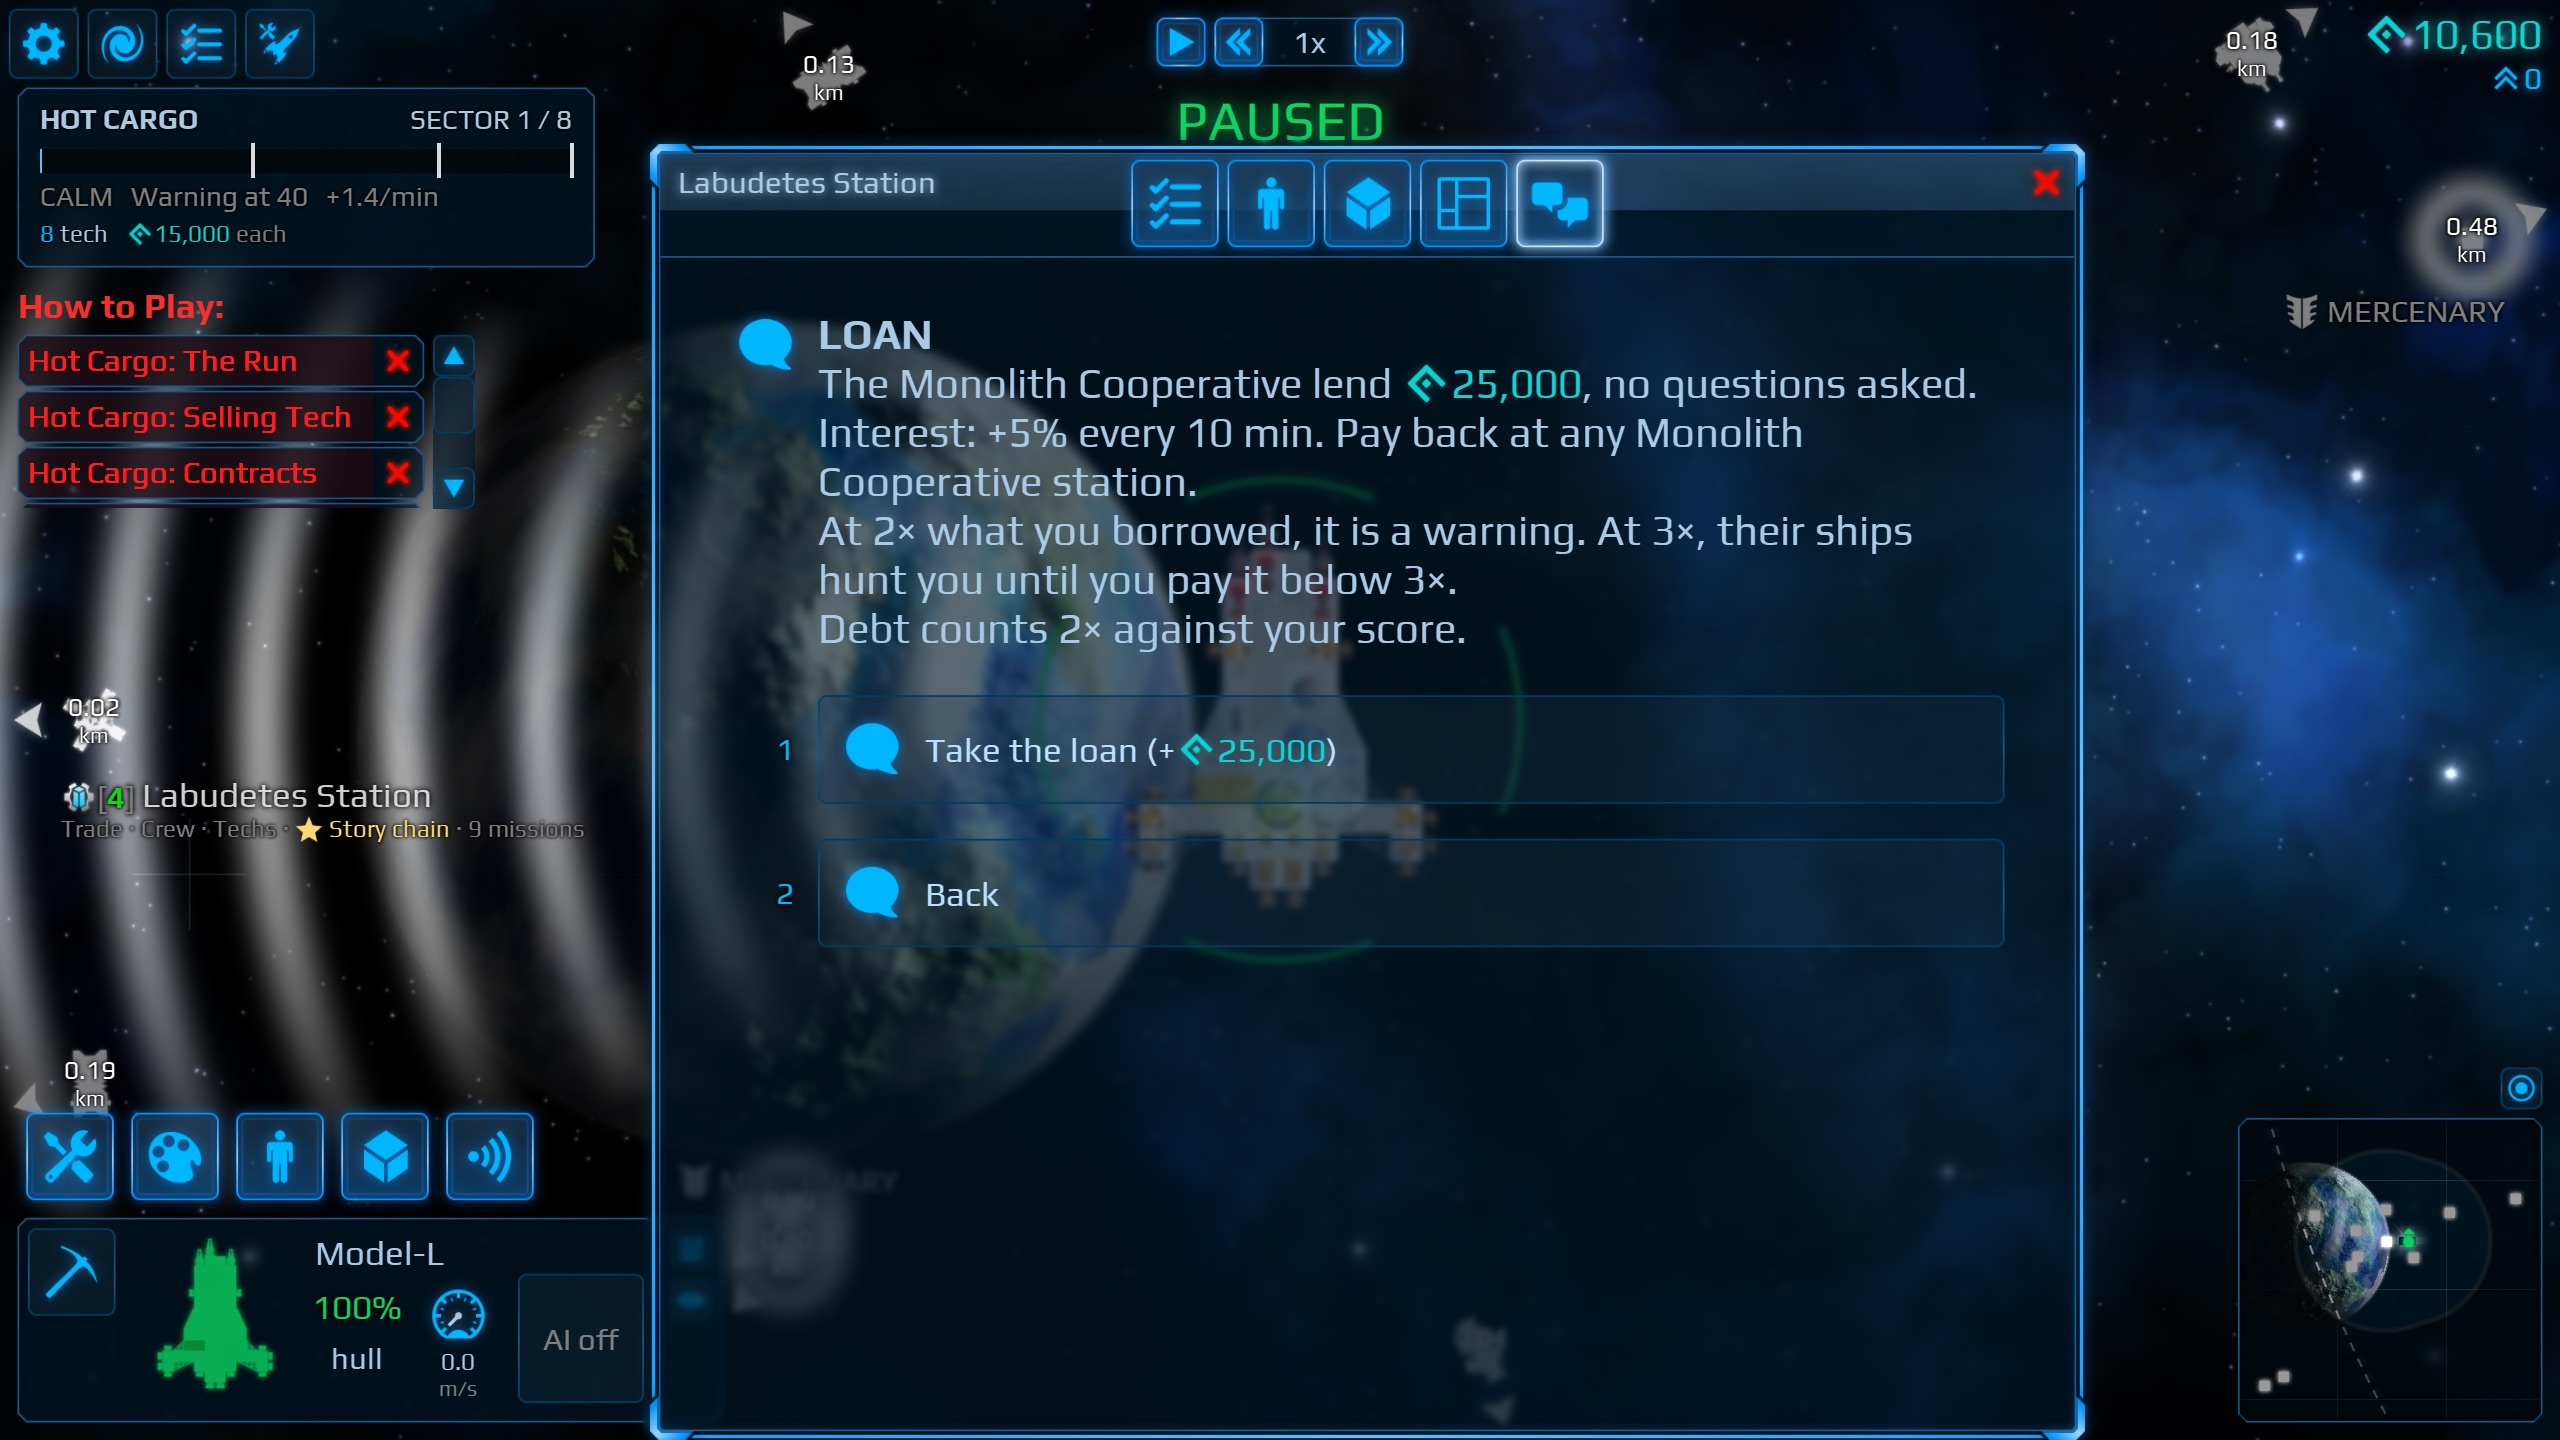 0.13
km
1x
PAUSED
0.18
km
10,600
0
HOT CARGO
SECTOR 1 / 8
CALM Warning at 40 +1.4/min
8 tech 15,000 each
How to Play:
Hot Cargo: The Run
Hot Cargo: Selling Tech
Hot Cargo: Contracts
Labudetes Station
0.48
km
MERCENARY
LOAN
The Monolith Cooperative lend 25,000, no questions asked.
Interest: +5% every 10 min. Pay back at any Monolith
Cooperative station.
At 2× what you borrowed, it is a warning. At 3×, their ships
hunt you until you pay it below 3×.
Debt counts 2× against your score.
1 Take the loan (+ 25,000)
2 Back
0.02
km
[4] Labudetes Station
Trade · Crew · Techs · Story chain · 9 missions
0.19
km
MERCENARY
Model-L
100%
hull
0.0
m/s
AI off